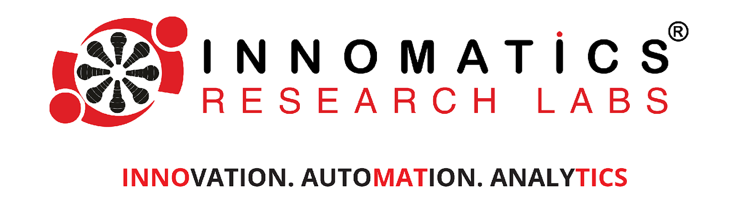 INNOMATICS®
RESEARCH LABS
INNOVATION. AUTOMATION. ANALYTICS